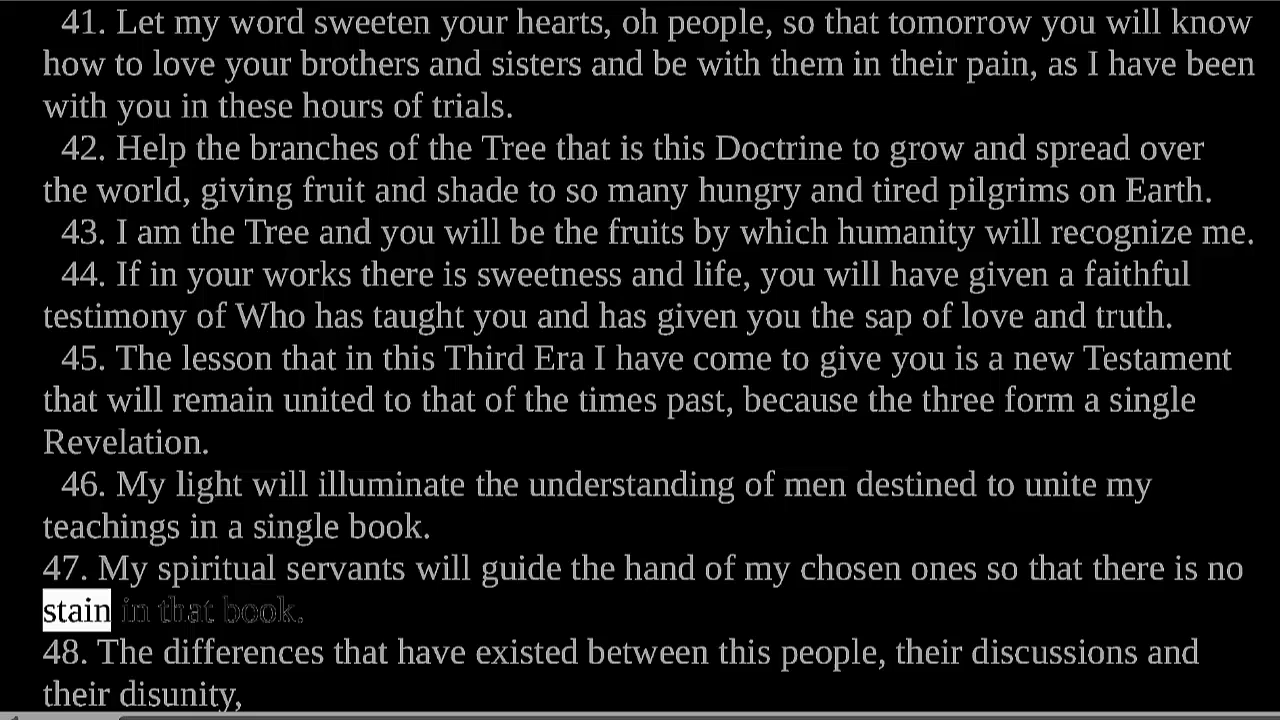 41. Let my word sweeten your hearts, oh people, so that tomorrow you will know
how to love your brothers and sisters and be with them in their pain, as I have been
with you in these hours of trials.
42. Help the branches of the Tree that is this Doctrine to grow and spread over
the world, giving fruit and shade to so many hungry and tired pilgrims on Earth.
43. I am the Tree and you will be the fruits by which humanity will recognize me.
44. If in your works there is sweetness and life, you will have given a faithful
testimony of Who has taught you and has given you the sap of love and truth.
45. The lesson that in this Third Era I have come to give you is a new Testament
that will remain united to that of the times past, because the three form a single
Revelation.
46. My light will illuminate the understanding of men destined to unite my
teachings in a single book.
47. My spiritual servants will guide the hand of my chosen ones so that there is no
stain in that book.
48. The differences that have existed between this people, their discussions and
their disunity,